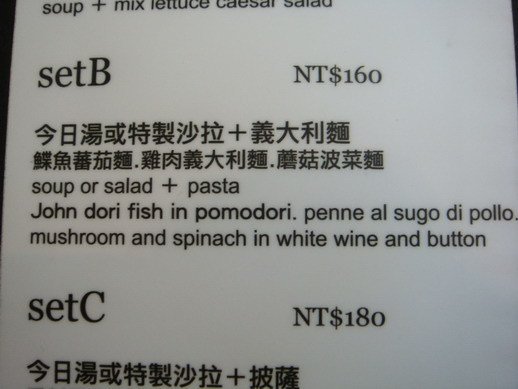 soup + mix lettuce caesar salad
setB NT$160
今日湯或特製沙拉+義大利麵
鰈魚蕃茄麵.雞肉義大利麵.蘑菇波菜麵
soup or salad + pasta
John dori fish in pomodori. penne al sugo di pollo.
mushroom and spinach in white wine and button
setC NT$180
今日湯或特製沙拉+披薩